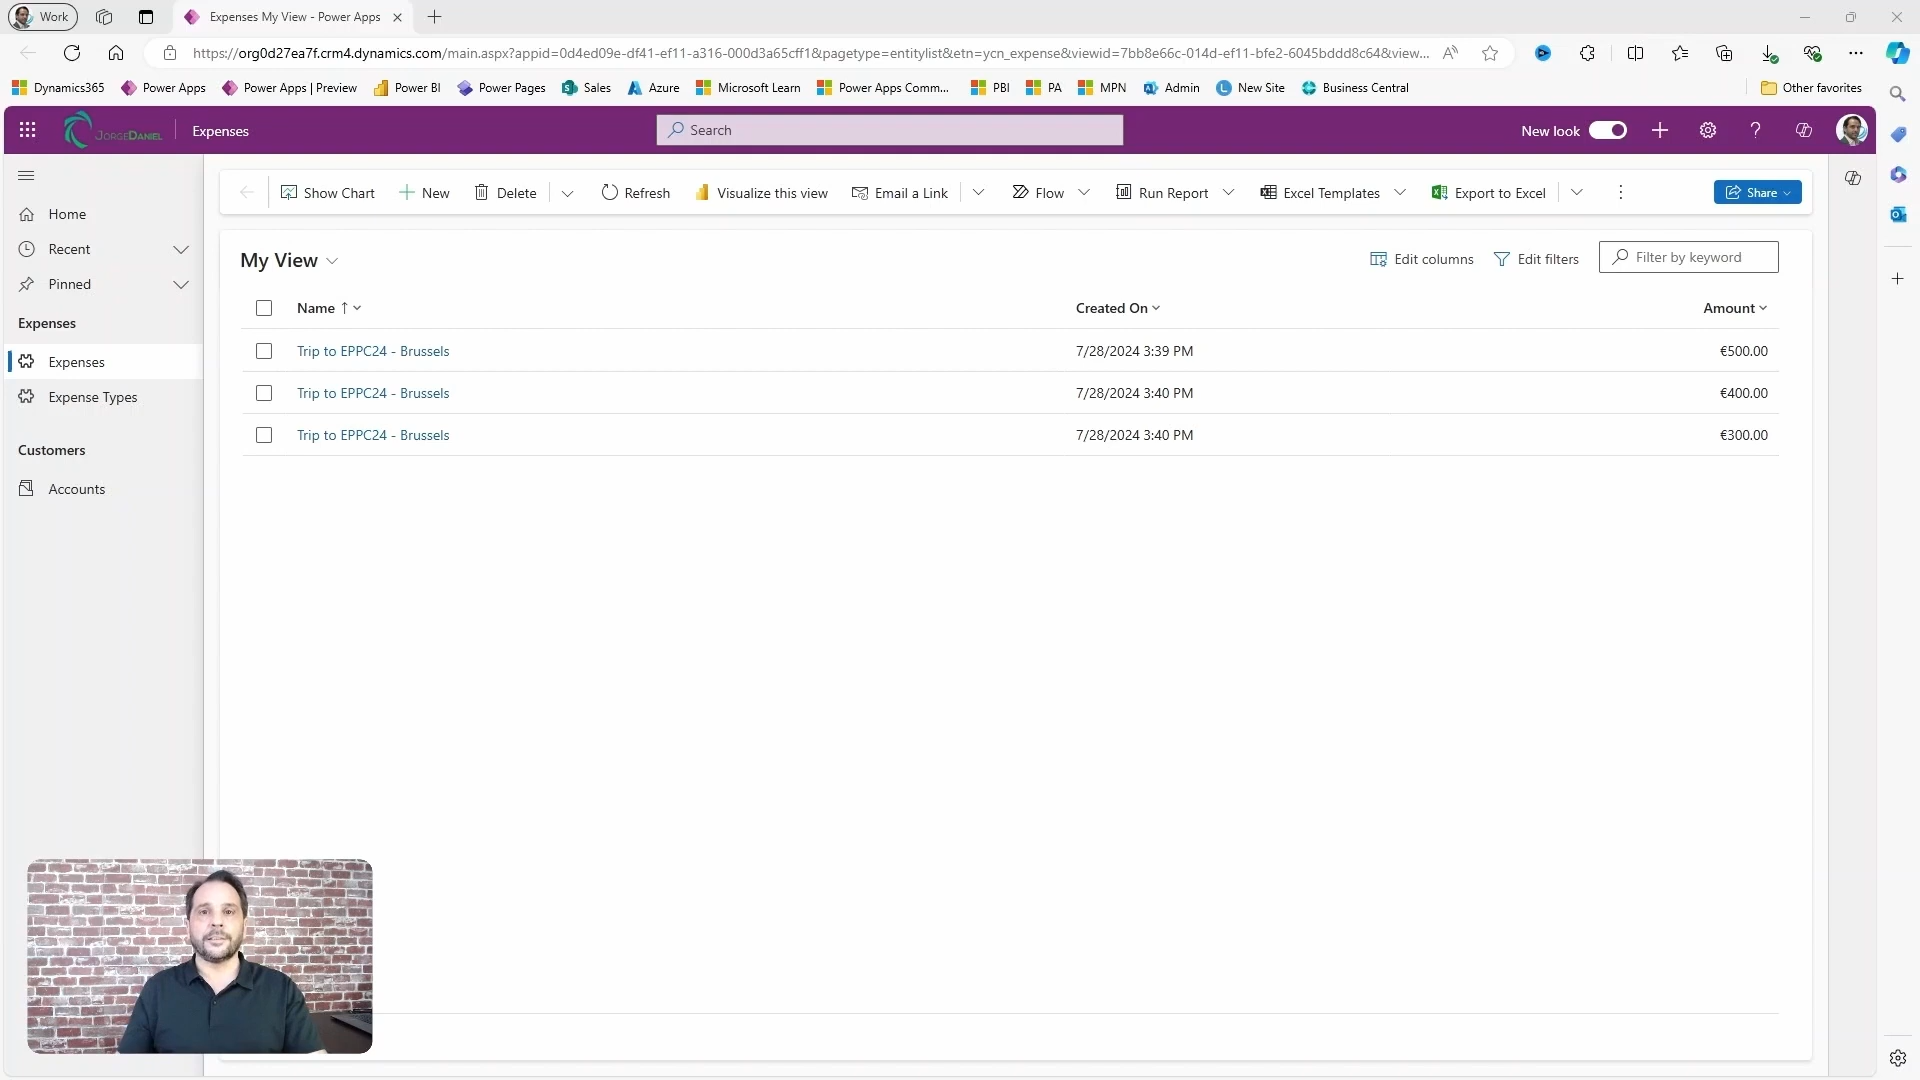 Work
Expenses My View - Power Apps
https://org0d27ea7f.crm4.dynamics.com/main.aspx?appid=0d4ed09e-df41-ef11-a316-000d3a65cff1&pagetype=entitylist&etn=ycn_expense&viewid=7bb8e66c-014d-ef11-bfe2-6045bddd8c64&view...
Dynamics365 Power Apps Power Apps | Preview Power BI Power Pages Sales Azure Microsoft Learn Power Apps Comm... PBI PA MPN Admin New Site Business Central Other favorites
JORGEDANIEL Expenses Search New look
Show Chart New Delete Refresh Visualize this view Email a Link Flow Run Report Excel Templates Export to Excel Share
Home
Recent
Pinned
Expenses
Expenses
Expense Types
Customers
Accounts
My View Edit columns Edit filters Filter by keyword
Name Created On Amount
Trip to EPPC24 - Brussels 7/28/2024 3:39 PM €500.00
Trip to EPPC24 - Brussels 7/28/2024 3:40 PM €400.00
Trip to EPPC24 - Brussels 7/28/2024 3:40 PM €300.00